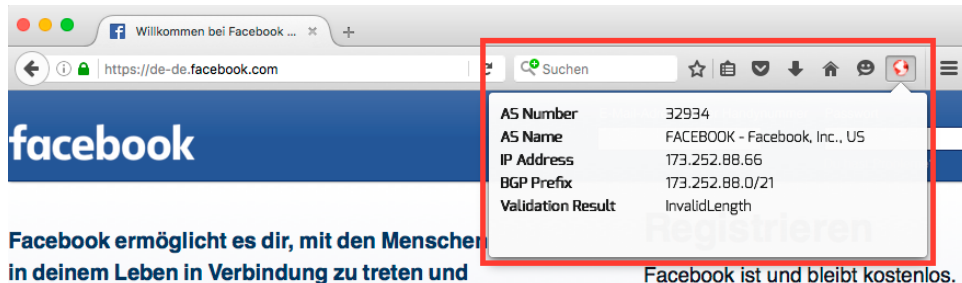 Willkommen bei Facebook ...
https://de-de.facebook.com
Suchen
facebook
AS Number 32934
AS Name FACEBOOK - Facebook, Inc., US
IP Address 173.252.88.66
BGP Prefix 173.252.88.0/21
Validation Result InvalidLength
Registrieren
Facebook ermöglicht es dir, mit den Menschen
in deinem Leben in Verbindung zu treten und
Facebook ist und bleibt kostenlos.